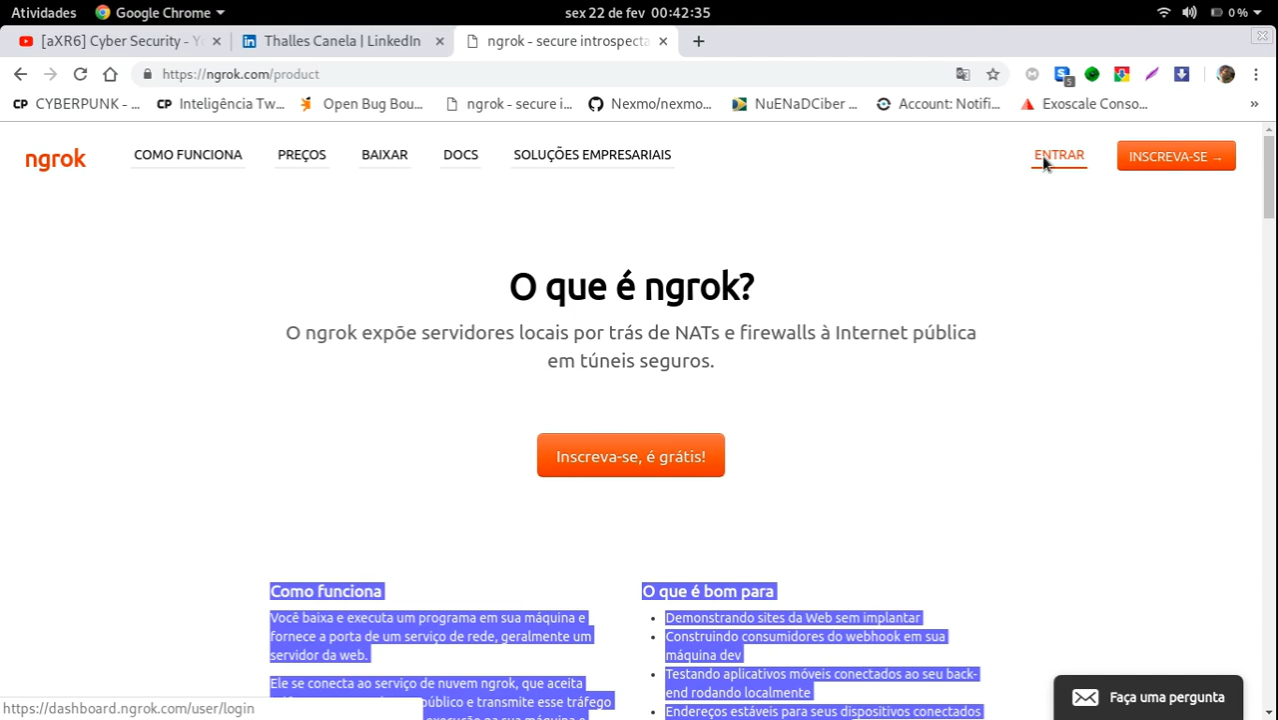 Atividades Google Chrome sex 22 de fev 00:42:35 0 %
[aXR6] Cyber Security - Y Thalles Canela | LinkedIn ngrok - secure introspecta
https://ngrok.com/product
CP CYBERPUNK - ... CP Inteligência Tw... Open Bug Bou... ngrok - secure i... Nexmo/nexmo... NuENaDCiber ... Account: Notifi... Exoscale Conso... »
ngrok COMO FUNCIONA PREÇOS BAIXAR DOCS SOLUÇÕES EMPRESARIAIS ENTRAR INSCREVA-SE →
O que é ngrok?
O ngrok expõe servidores locais por trás de NATs e firewalls à Internet pública
em túneis seguros.
Inscreva-se, é grátis!
Como funciona
Você baixa e executa um programa em sua máquina e
fornece a porta de um serviço de rede, geralmente um
servidor da web.
Ele se conecta ao serviço de nuvem ngrok, que aceita
público e transmite esse tráfego
O que é bom para
• Demonstrando sites da Web sem implantar
• Construindo consumidores do webhook em sua
máquina dev
• Testando aplicativos móveis conectados ao seu back-
end rodando localmente
• Endereços estáveis para seus dispositivos conectados
Faça uma pergunta
https://dashboard.ngrok.com/user/login